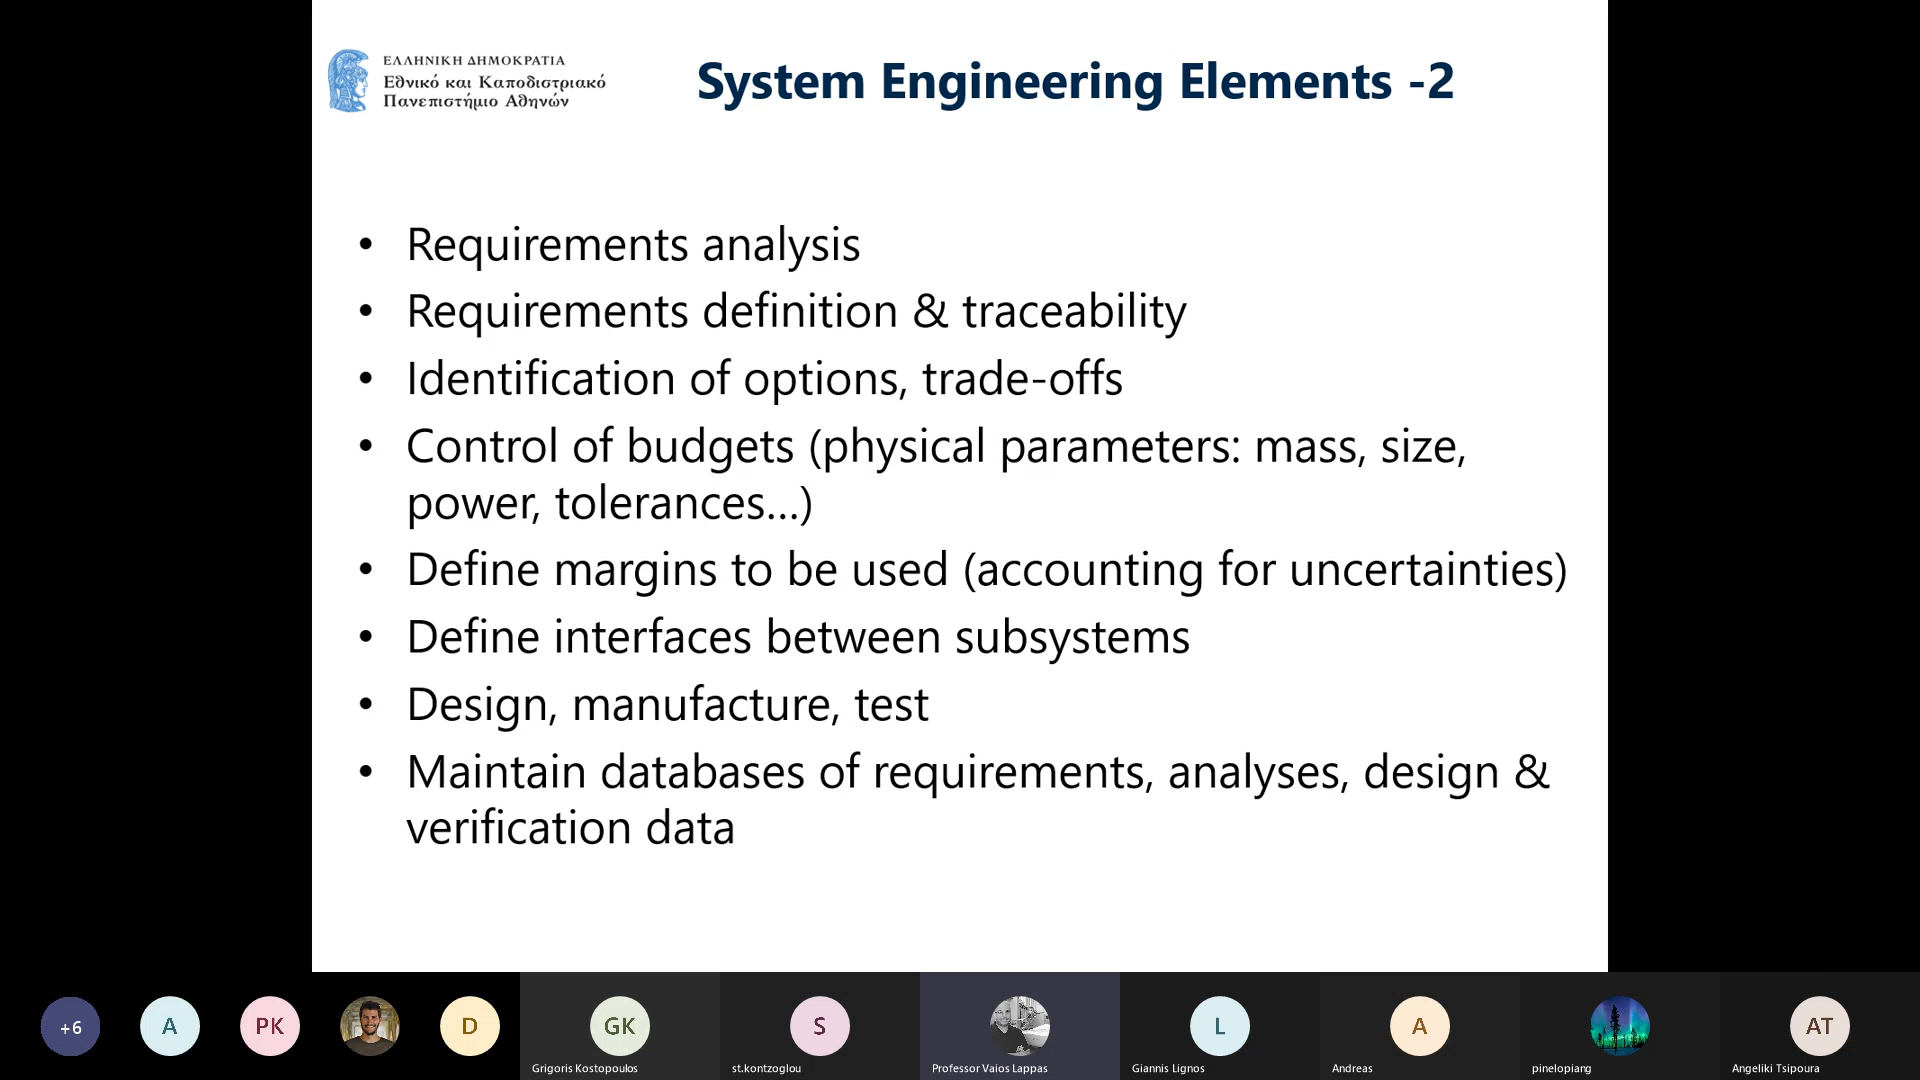 ΕΛΛΗΝΙΚΗ ΔΗΜΟΚΡΑΤΙΑ
Εθνικό και Καποδιστριακό
Πανεπιστήμιο Αθηνών
System Engineering Elements -2
• Requirements analysis
• Requirements definition & traceability
• Identification of options, trade-offs
• Control of budgets (physical parameters: mass, size,
power, tolerances...)
• Define margins to be used (accounting for uncertainties)
• Define interfaces between subsystems
• Design, manufacture, test
• Maintain databases of requirements, analyses, design &
verification data
+6
A
PK
D
GK
Grigoris Kostopoulos
S
st.kontzoglou
Professor Vaios Lappas
L
Giannis Lignos
A
Andreas
pinelopiang
AT
Angeliki Tsipoura